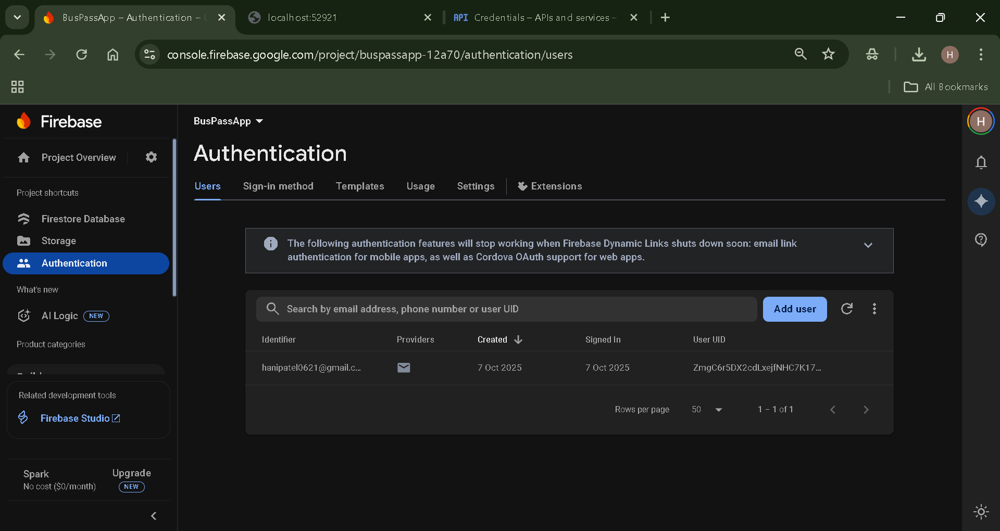 BusPassApp – Authentication –
localhost:52921
API Credentials – APIs and services –
console.firebase.google.com/project/buspassapp-12a70/authentication/users
H
All Bookmarks
Firebase
Project Overview
Project shortcuts
Firestore Database
Storage
Authentication
What's new
AI Logic NEW
Product categories
Related development tools
Firebase Studio
Spark
No cost ($0/month)
Upgrade
NEW
BusPassApp
Authentication
Users Sign-in method Templates Usage Settings Extensions
The following authentication features will stop working when Firebase Dynamic Links shuts down soon: email link
authentication for mobile apps, as well as Cordova OAuth support for web apps.
Search by email address, phone number or user UID
Add user
Identifier Providers Created Signed In User UID
hanipatel0621@gmail.c... 7 Oct 2025 7 Oct 2025 ZmgC6r5DX2cdLxejfNHC7K17...
Rows per page 50 1 – 1 of 1
H